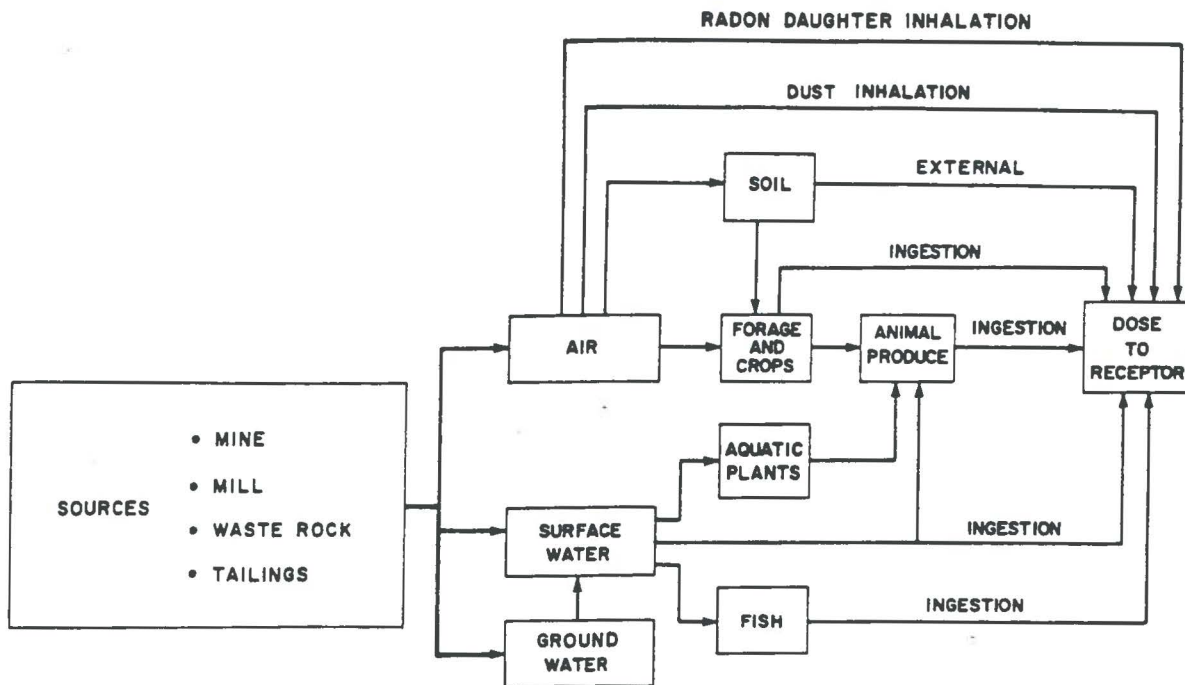 RADON DAUGHTER INHALATION
DUST INHALATION
SOIL
EXTERNAL
INGESTION
AIR
FORAGE
AND
CROPS
ANIMAL
PRODUCE
INGESTION
DOSE
TO
RECEPTOR
SOURCES
• MINE
• MILL
• WASTE ROCK
• TAILINGS
AQUATIC
PLANTS
SURFACE
WATER
INGESTION
GROUND
WATER
FISH
INGESTION